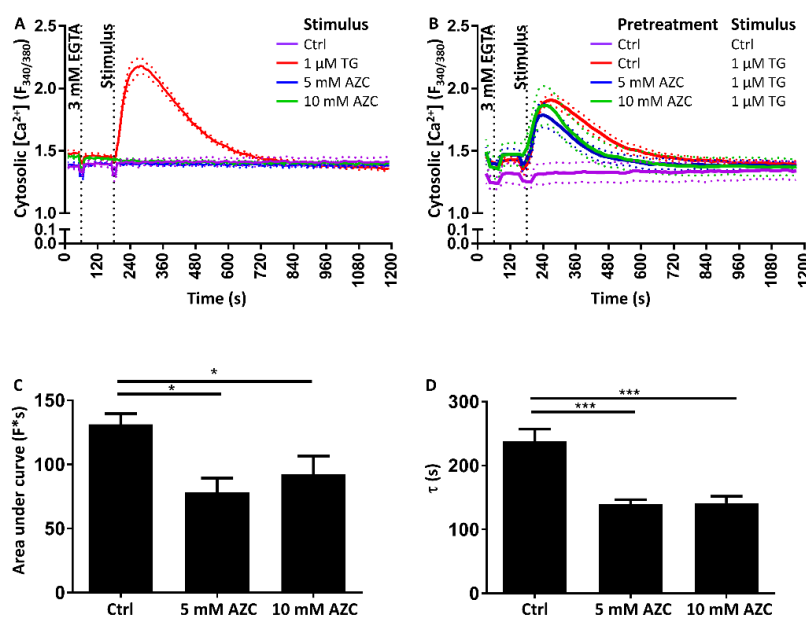 A
Stimulus
Ctrl
1 μM TG
5 mM AZC
10 mM AZC
3 mM EGTA
Stimulus
Cytosolic [Ca²⁺] (F₃₄₀/₃₈₀)
2.5
2.0
1.5
1.0
0.1
0.0
0 120 240 360 480 600 720 840 960 1080 1200
Time (s)
B
Pretreatment Stimulus
Ctrl Ctrl
Ctrl 1 μM TG
5 mM AZC 1 μM TG
10 mM AZC 1 μM TG
3 mM EGTA
Stimulus
Cytosolic [Ca²⁺] (F₃₄₀/₃₈₀)
2.5
2.0
1.5
1.0
0.1
0.0
0 120 240 360 480 600 720 840 960 1080 1200
Time (s)
C
*
*
Area under curve (F*s)
150
100
50
0
Ctrl 5 mM AZC 10 mM AZC
D
***
***
τ (s)
300
200
100
0
Ctrl 5 mM AZC 10 mM AZC